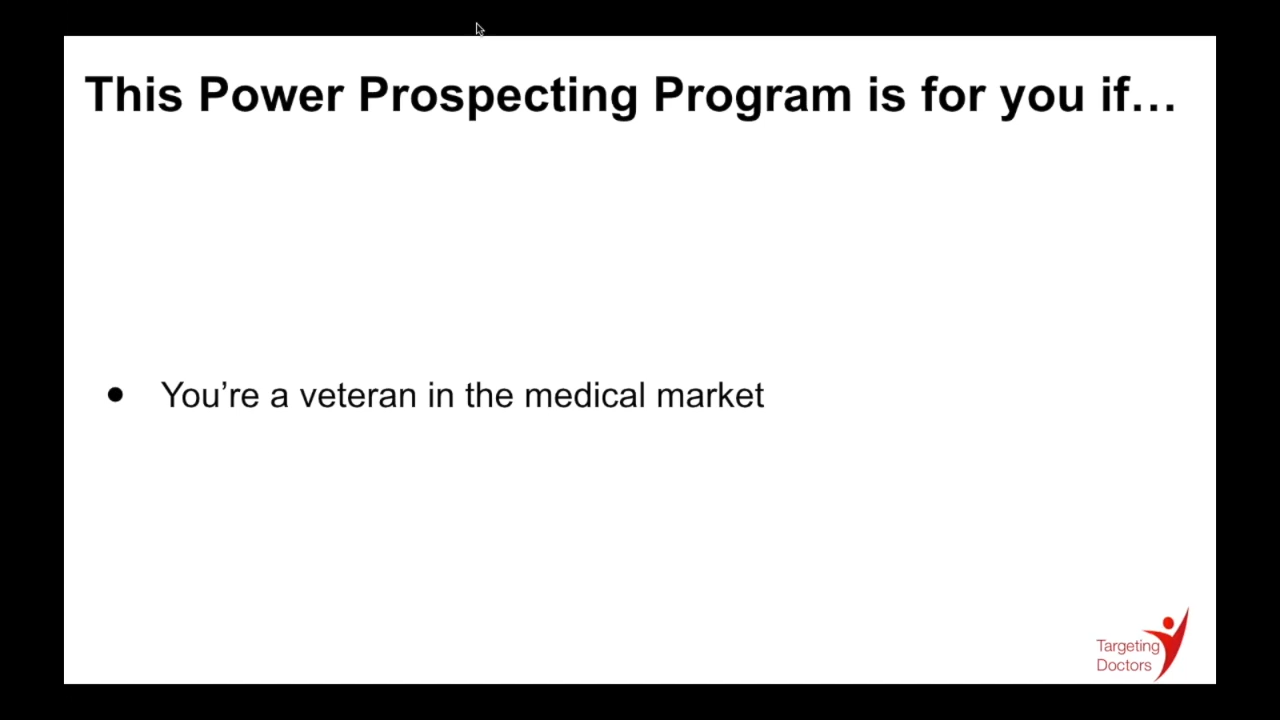 This Power Prospecting Program is for you if…
● You’re a veteran in the medical market
Targeting
Doctors